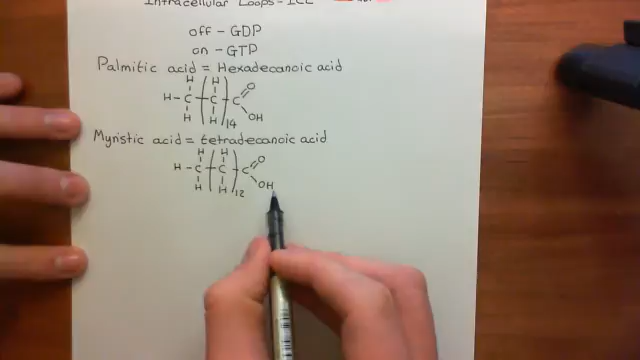 Intracellular Loops - ICL
off - GDP
on - GTP
Palmitic acid = Hexadecanoic acid
H H O
H - C - ( C ) - C
H H 14 OH
Myristic acid = tetradecanoic acid
H H O
H - C - ( C ) - C
H H 12 OH